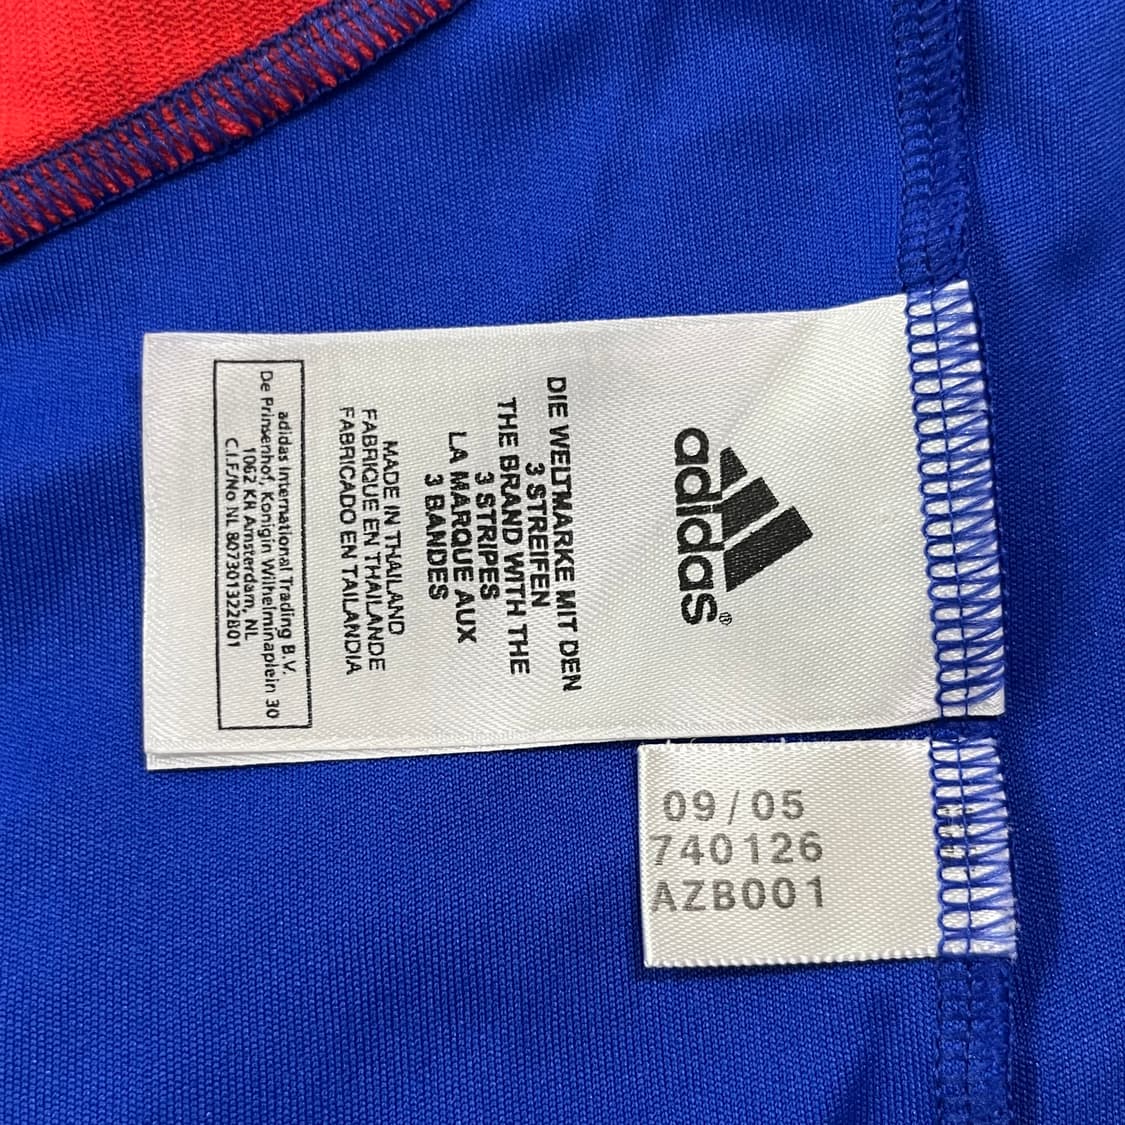 adidas®
DIE WELTMARKE MIT DEN
3 STREIFEN
THE BRAND WITH THE
3 STRIPES
LA MARQUE AUX
3 BANDES
MADE IN THAILAND
FABRIQUE EN THAILANDE
FABRICADO EN TAILANDIA
adidas International Trading B.V.
De Prinsenhof, Konigin Wilhelminaplein 30
1062 KR Amsterdam, NL
C.I.F./No NL 807301322B01
09/05
740126
AZB001